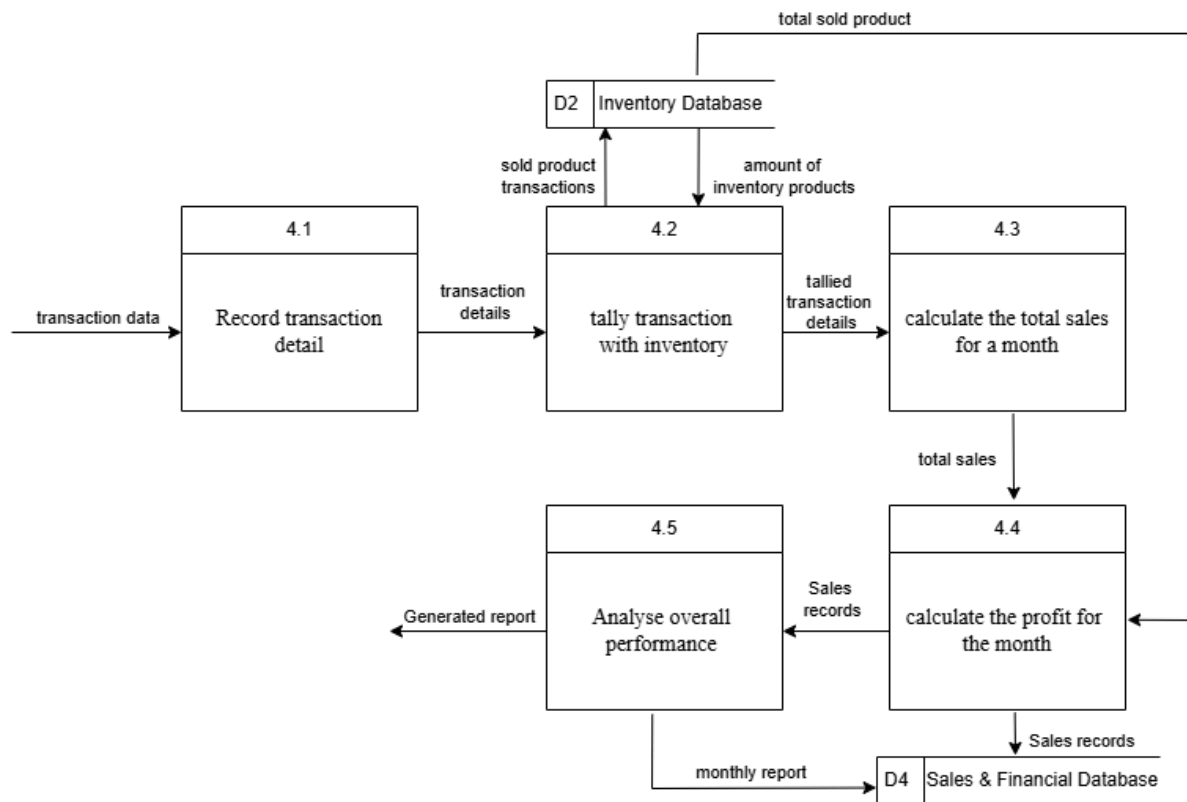 total sold product
D2 Inventory Database
sold product
transactions
amount of
inventory products
4.1
Record transaction
detail
4.2
tally transaction
with inventory
4.3
calculate the total sales
for a month
transaction data
transaction
details
tallied
transaction
details
total sales
4.5
Analyse overall
performance
4.4
calculate the profit for
the month
Generated report
Sales
records
Sales records
monthly report
D4 Sales & Financial Database